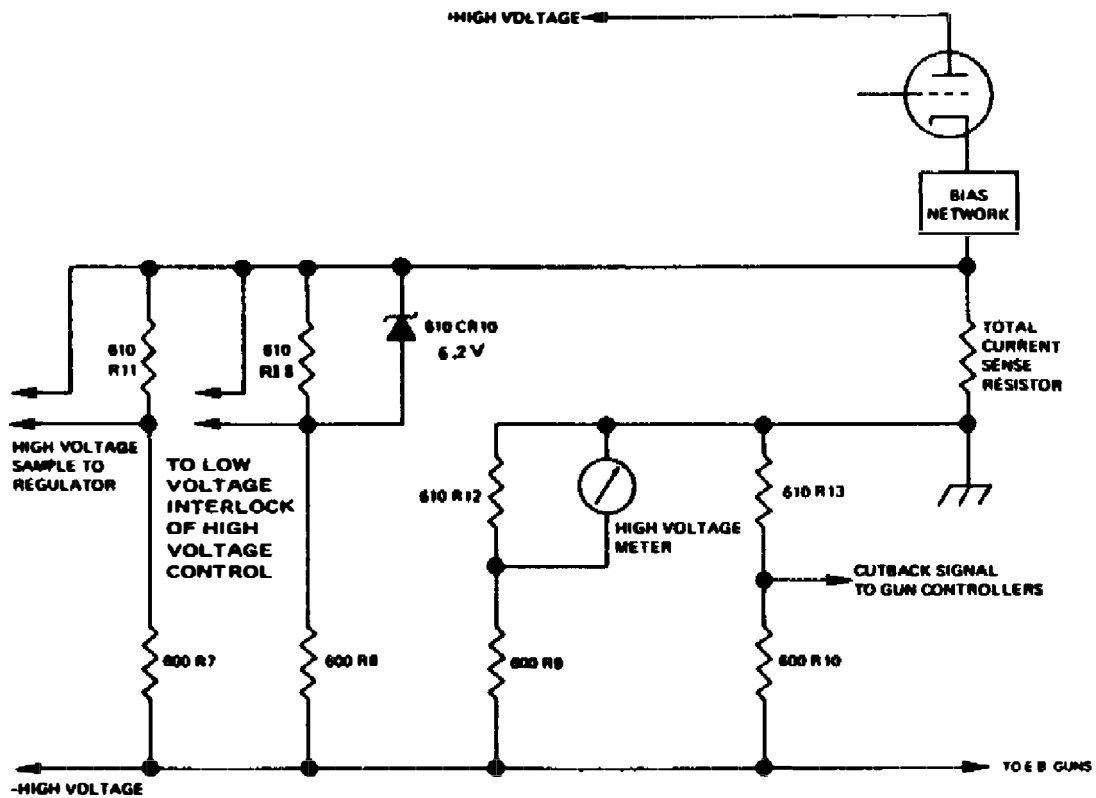 +HIGH VOLTAGE
BIAS
NETWORK
610
R11
610
610 CR10
6.2 V
TOTAL
CURRENT
SENSE
RESISTOR
HIGH VOLTAGE
SAMPLE TO
REGULATOR
TO LOW
VOLTAGE
INTERLOCK
OF HIGH
VOLTAGE
CONTROL
610 R12
HIGH VOLTAGE
METER
610 R13
CUTBACK SIGNAL
TO GUN CONTROLLERS
600 R7
600 R8
600 R9
600 R10
-HIGH VOLTAGE
TO E B GUNS